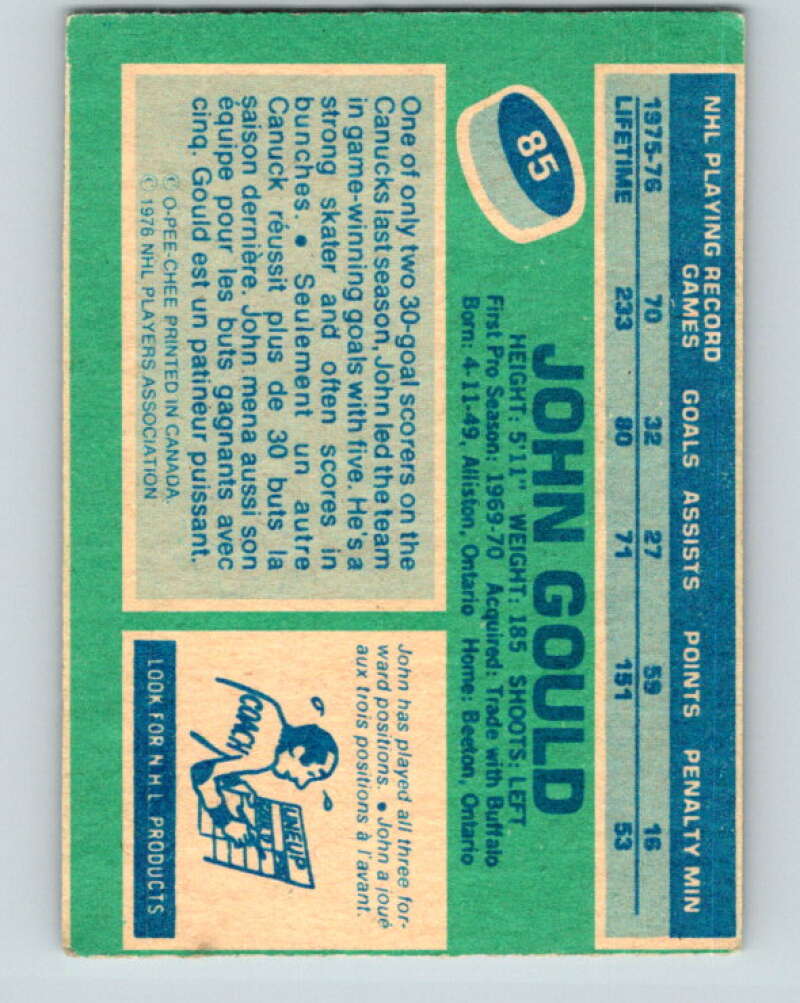 NHL PLAYING RECORD
GAMES GOALS ASSISTS POINTS PENALTY MIN
1975-76 70 32 27 59 16
LIFETIME 233 80 71 151 53
85
JOHN GOULD
HEIGHT: 5'11" WEIGHT: 185 SHOOTS: LEFT
First Pro Season: 1969-70 Acquired: Trade with Buffalo
Born: 4-11-49, Alliston, Ontario Home: Beeton, Ontario
One of only two 30-goal scorers on the
Canucks last season, John led the team
in game-winning goals with five. He's a
strong skater and often scores in
bunches. • Seulement un autre
Canuck réussit plus de 30 buts la
saison dernière. John mena aussi son
équipe pour les buts gagnants avec
cinq. Gould est un patineur puissant.
© O-PEE-CHEE PRINTED IN CANADA.
© 1976 NHL PLAYERS ASSOCIATION
John has played all three for-
ward positions. • John a joué
aux trois positions à l'avant.
COACH
LINEUP
LOOK FOR N.H.L. PRODUCTS